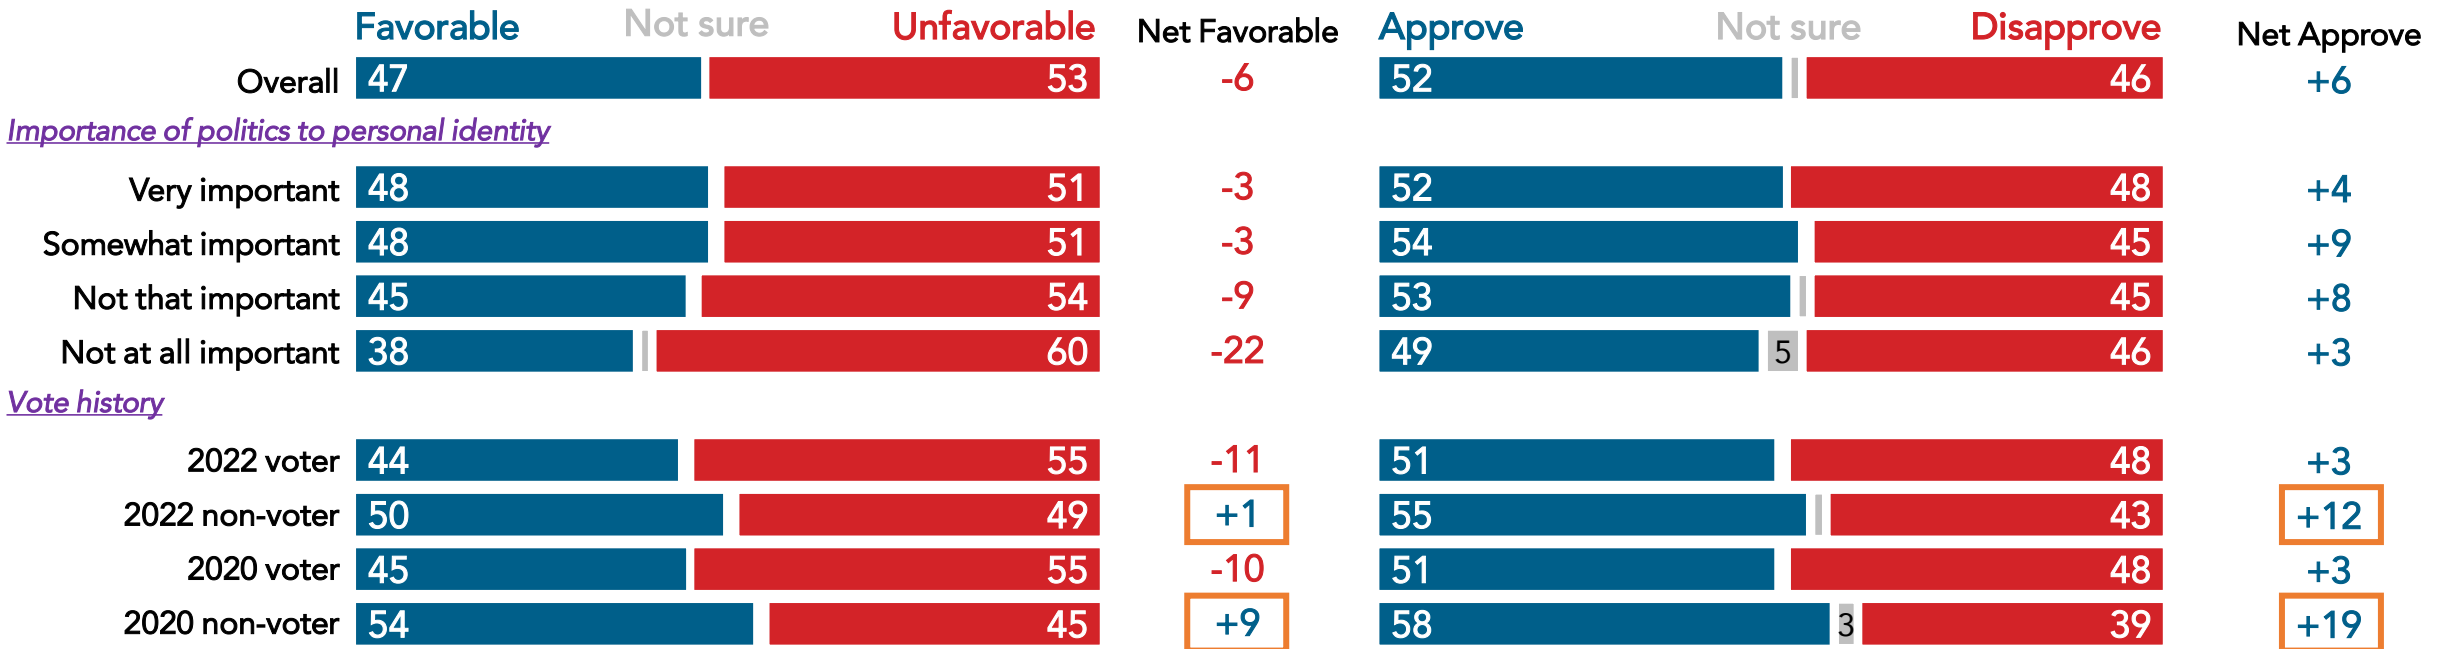 Favorable Not sure Unfavorable Net Favorable Approve Not sure Disapprove Net Approve
Overall 47 53 -6 52 46 +6
Importance of politics to personal identity
Very important 48 51 -3 52 48 +4
Somewhat important 48 51 -3 54 45 +9
Not that important 45 54 -9 53 45 +8
Not at all important 38 60 -22 49 5 46 +3
Vote history
2022 voter 44 55 -11 51 48 +3
2022 non-voter 50 49 +1 55 43 +12
2020 voter 45 55 -10 51 48 +3
2020 non-voter 54 45 +9 58 3 39 +19